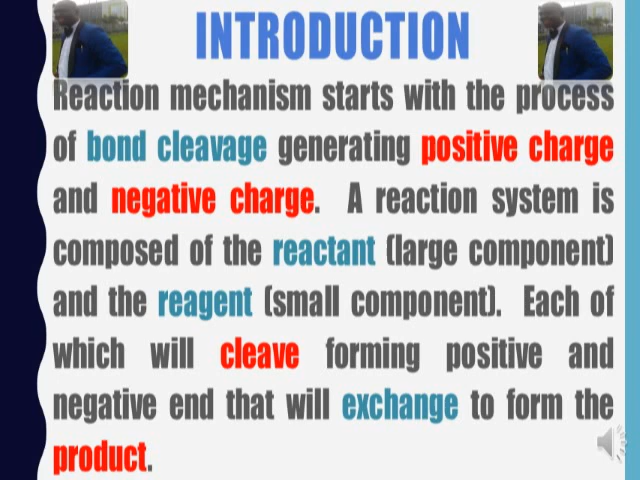 INTRODUCTION
Reaction mechanism starts with the process
of bond cleavage generating positive charge
and negative charge. A reaction system is
composed of the reactant (large component)
and the reagent (small component). Each of
which will cleave forming positive and
negative end that will exchange to form the
product.